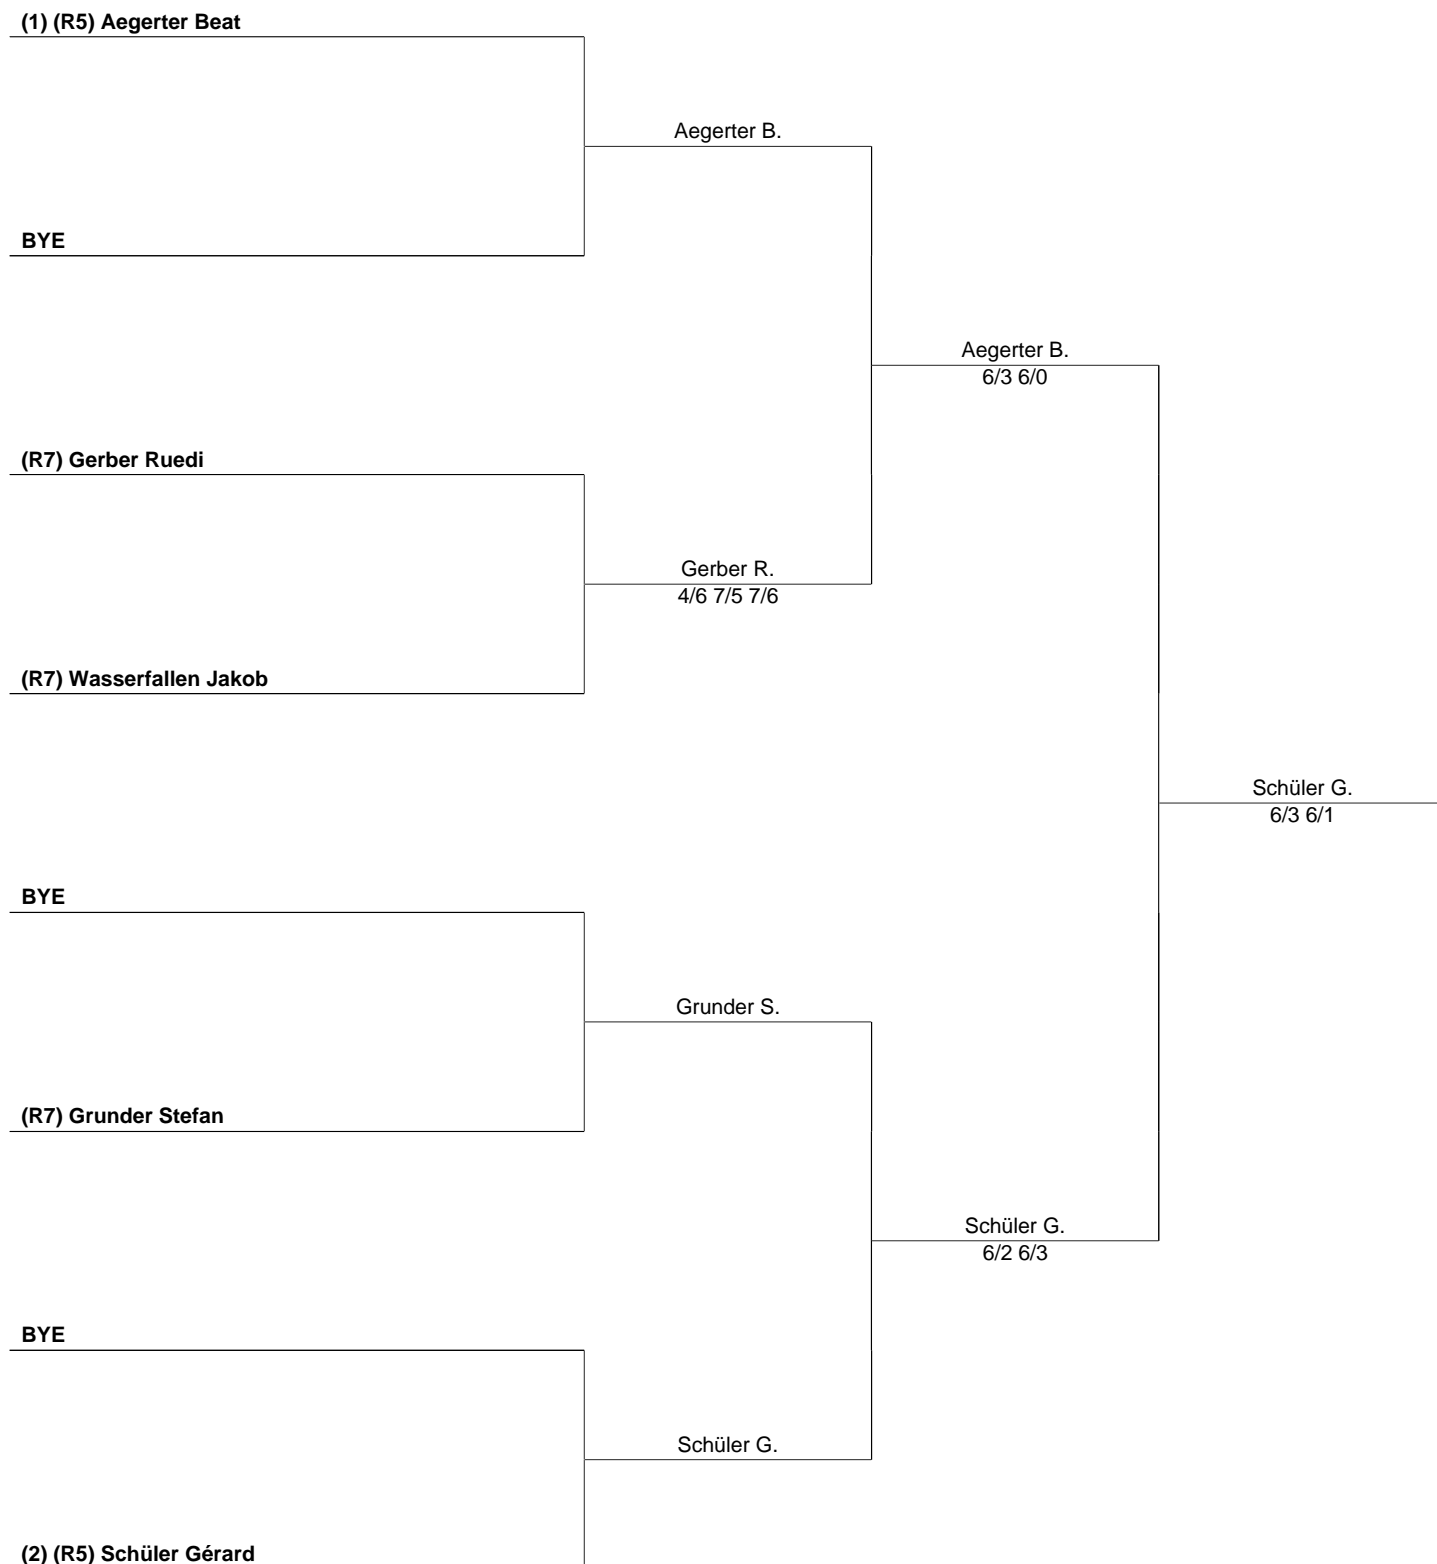 (1) (R5) Aegerter Beat
Aegerter B.
BYE
Aegerter B.
6/3 6/0
(R7) Gerber Ruedi
Gerber R.
4/6 7/5 7/6
(R7) Wasserfallen Jakob
Schüler G.
6/3 6/1
BYE
Grunder S.
(R7) Grunder Stefan
Schüler G.
6/2 6/3
BYE
Schüler G.
(2) (R5) Schüler Gérard